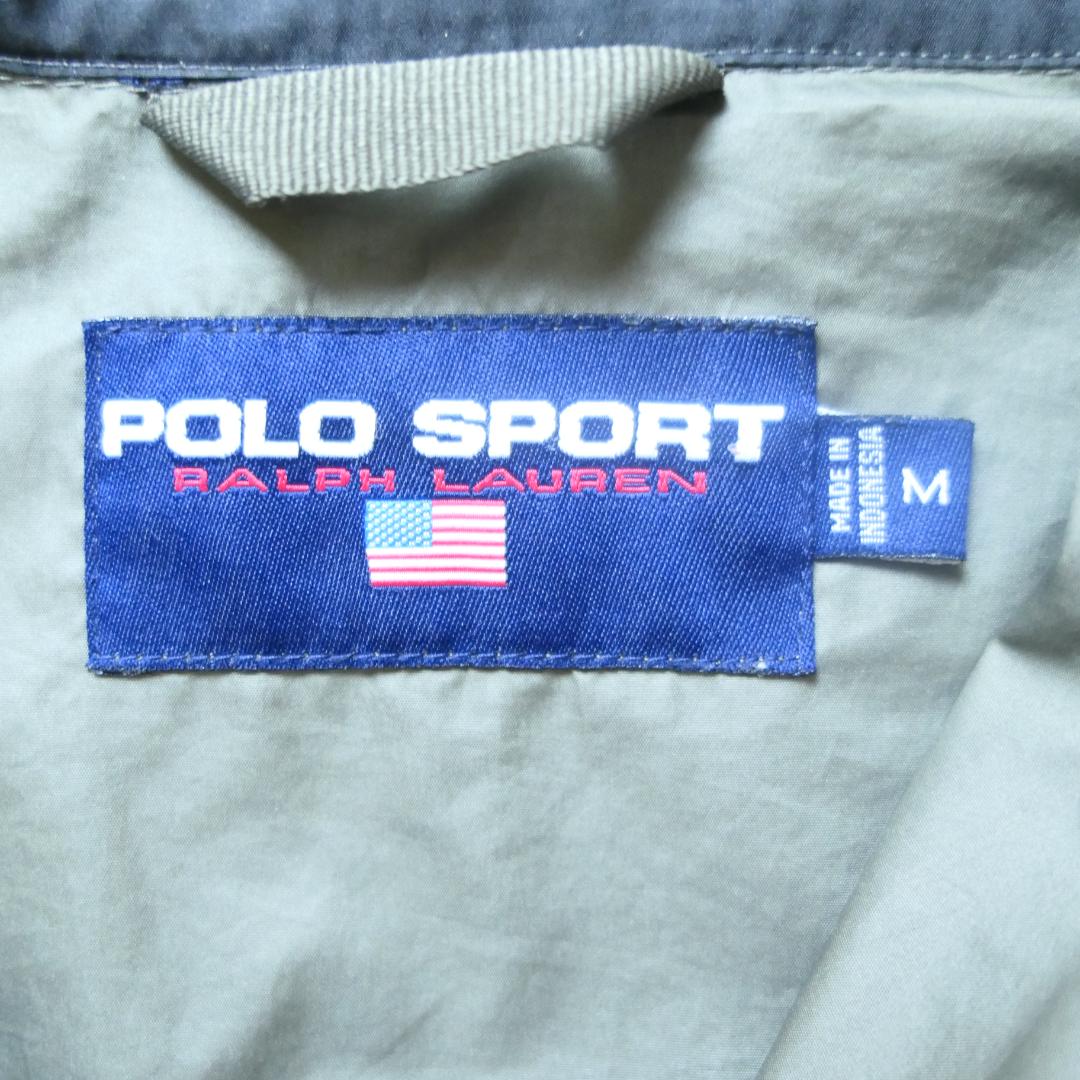 POLO SPORT
RALPH LAUREN
MADE IN
INDONESIA
M